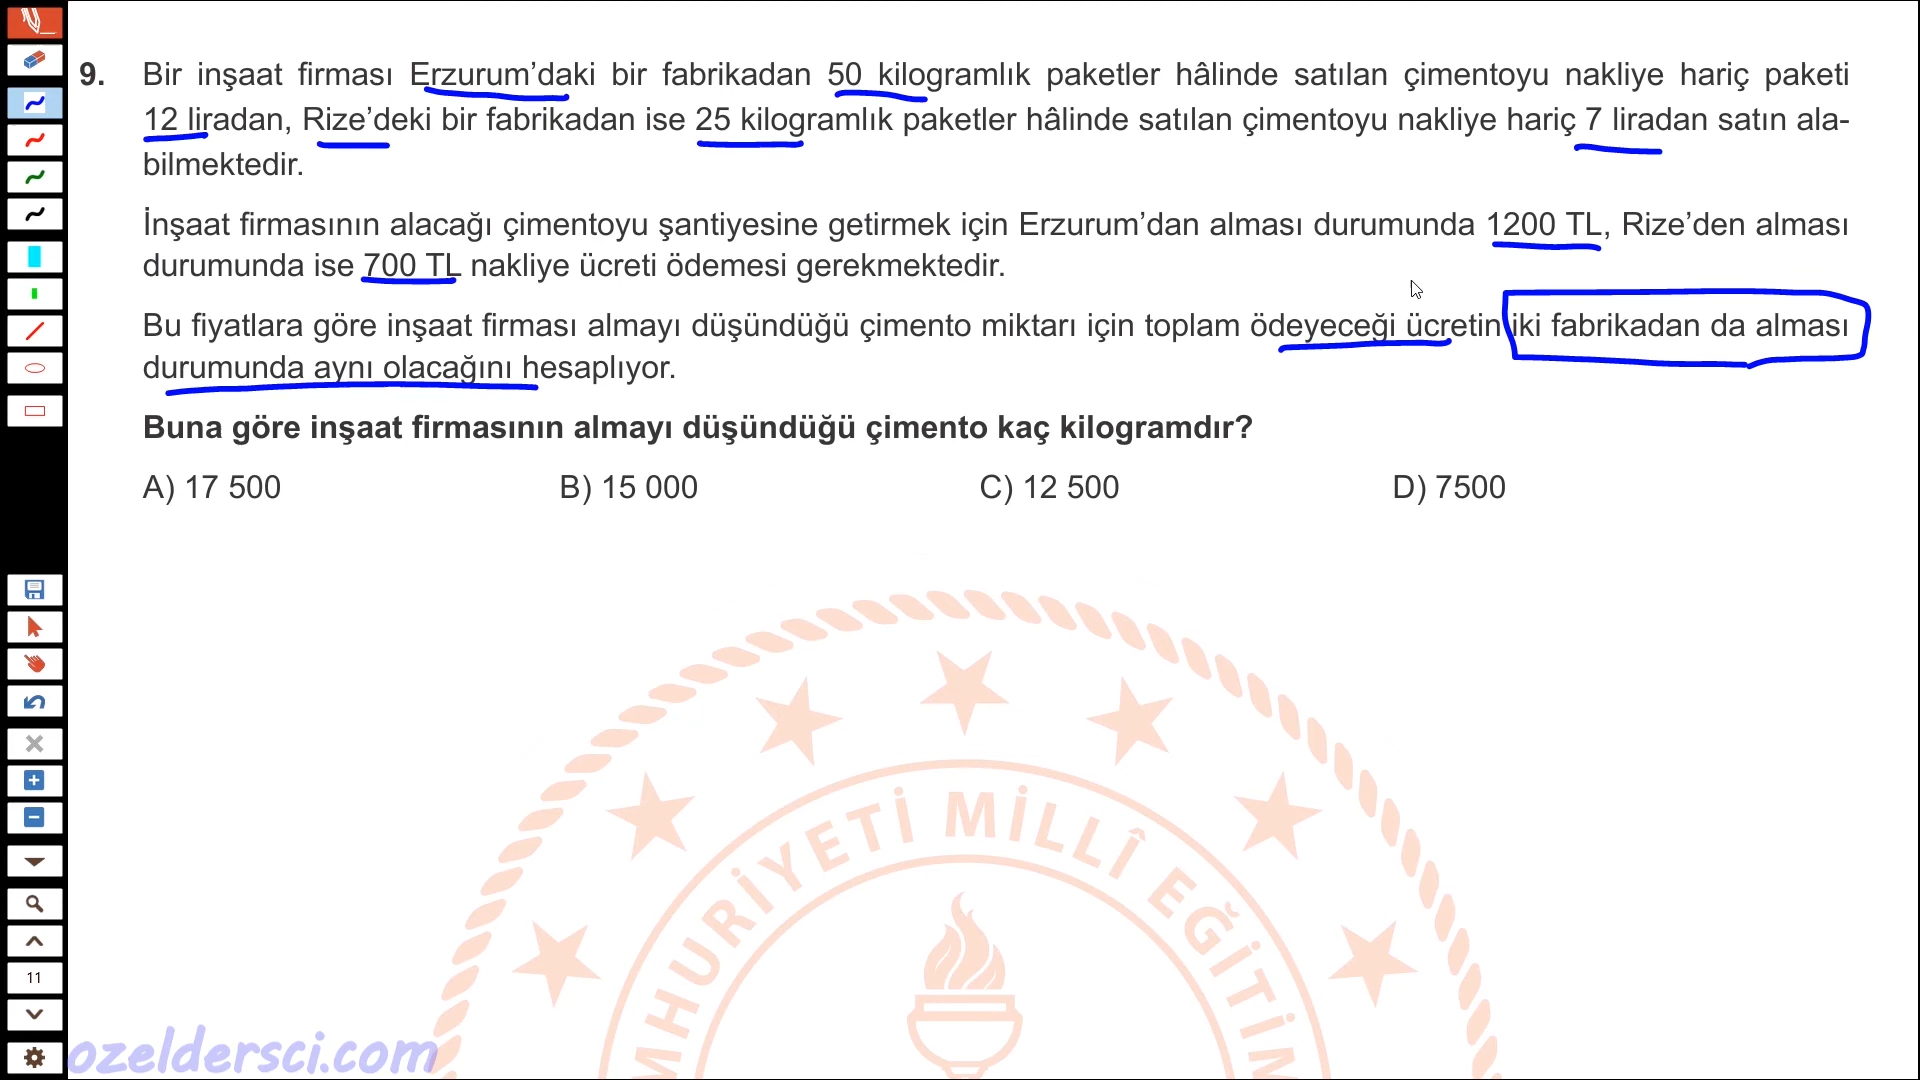 9. Bir inşaat firması Erzurum’daki bir fabrikadan 50 kilogramlık paketler hâlinde satılan çimentoyu nakliye hariç paketi
12 liradan, Rize’deki bir fabrikadan ise 25 kilogramlık paketler hâlinde satılan çimentoyu nakliye hariç 7 liradan satın ala-
bilmektedir.
İnşaat firmasının alacağı çimentoyu şantiyesine getirmek için Erzurum’dan alması durumunda 1200 TL, Rize’den alması
durumunda ise 700 TL nakliye ücreti ödemesi gerekmektedir.
Bu fiyatlara göre inşaat firması almayı düşündüğü çimento miktarı için toplam ödeyeceği ücretin iki fabrikadan da alması
durumunda aynı olacağını hesaplıyor.
Buna göre inşaat firmasının almayı düşündüğü çimento kaç kilogramdır?
A) 17 500 B) 15 000 C) 12 500 D) 7500
MHURİYETİ MİLLÎ EĞİTİM
11
ozeldersci.com